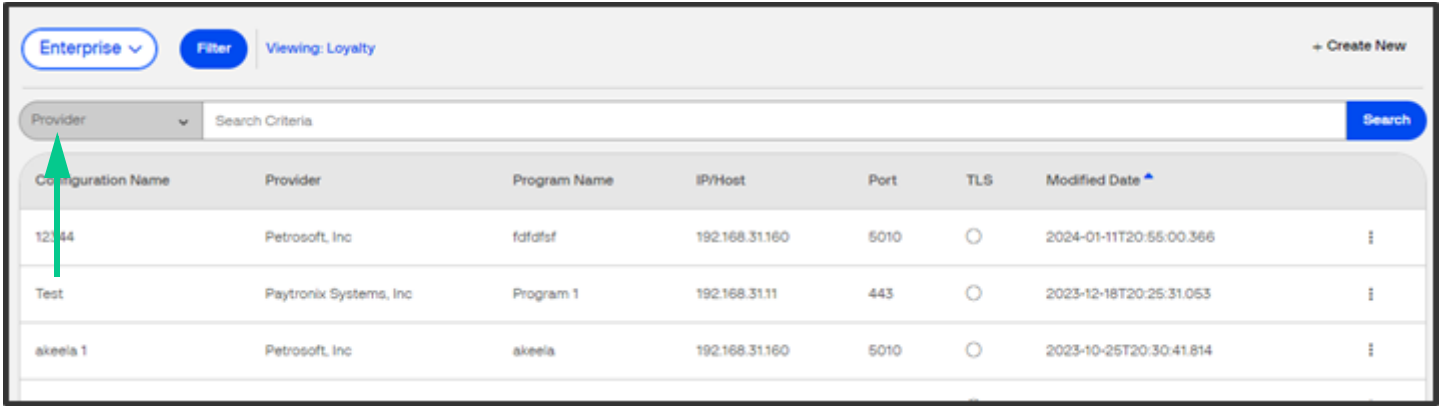 Enterprise Filter Viewing: Loyalty + Create New
Provider Search Criteria Search
Configuration Name Provider Program Name IP/Host Port TLS Modified Date
12344 Petrosoft, Inc fdfdfsf 192.168.31.160 5010 2024-01-11T20:55:00.366
Test Paytronix Systems, Inc Program 1 192.168.31.11 443 2023-12-18T20:25:31.053
akeela 1 Petrosoft, Inc akeela 192.168.31.160 5010 2023-10-25T20:30:41.814